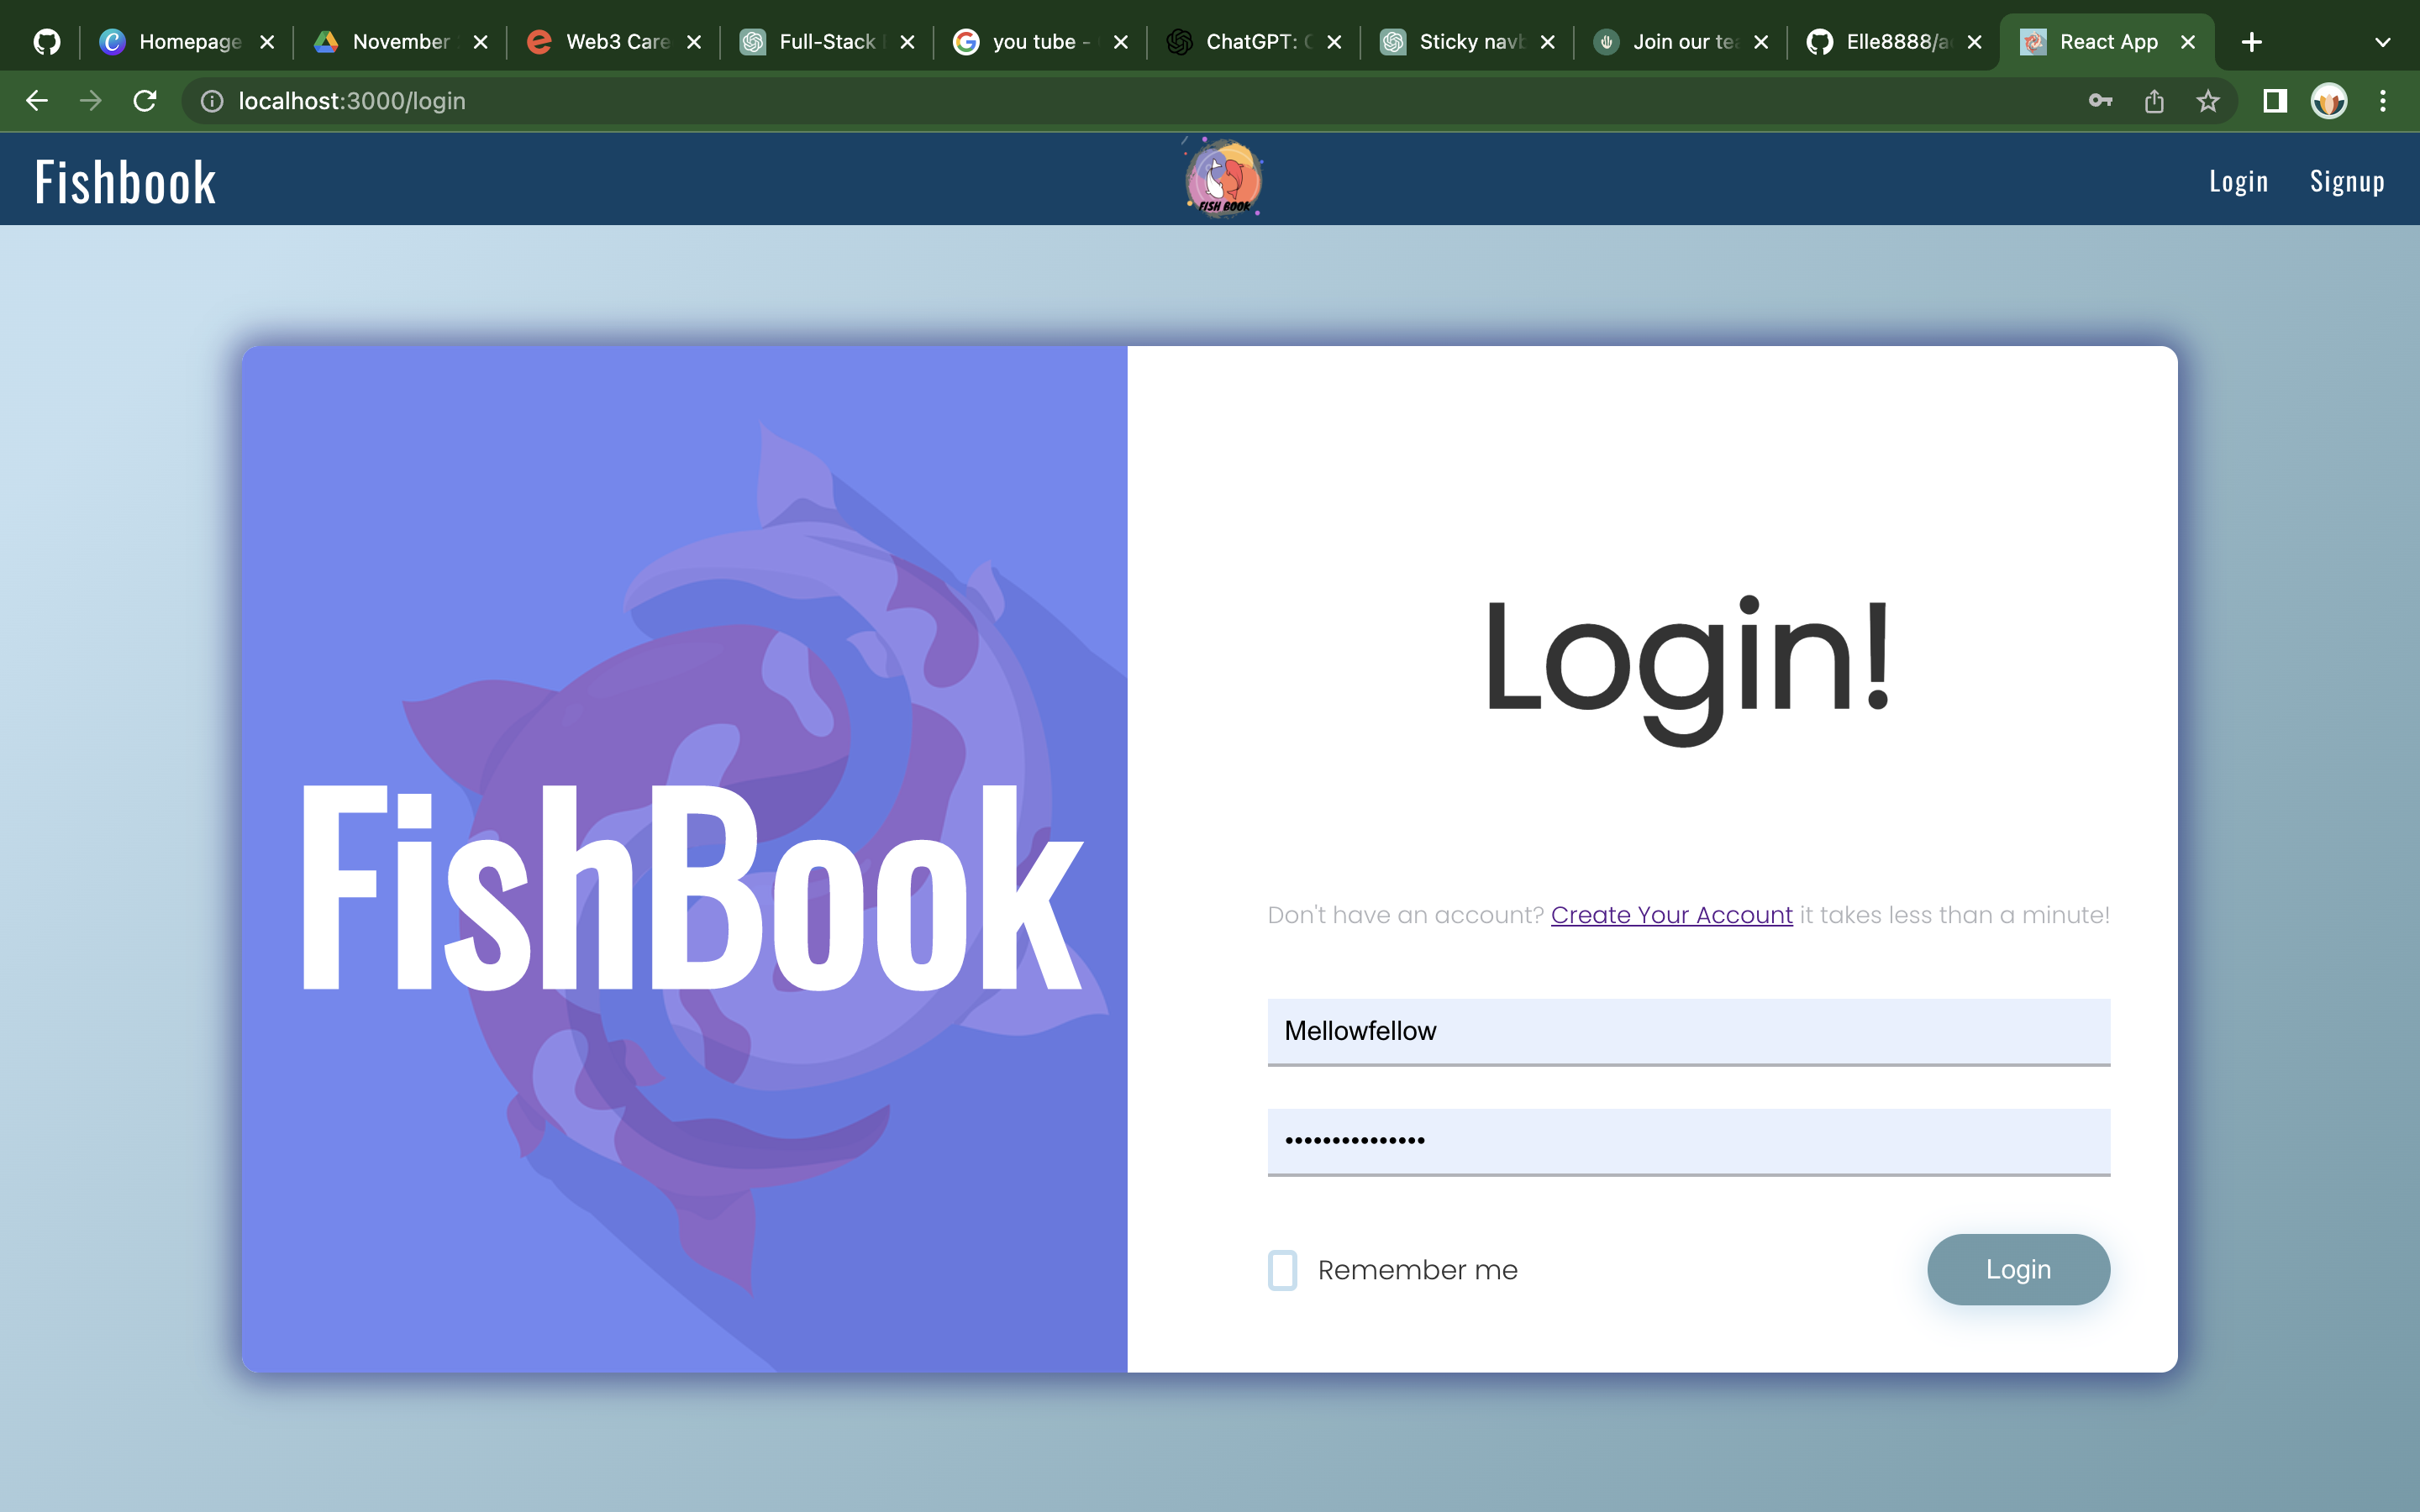 Homepage November Web3 Care Full-Stack you tube - ChatGPT: Sticky navb Join our tea Elle8888/a React App
localhost:3000/login
Fishbook FISH BOOK Login Signup
Login!
FishBook
Don't have an account? Create Your Account it takes less than a minute!
Mellowfellow
•••••••••••••••
Remember me Login